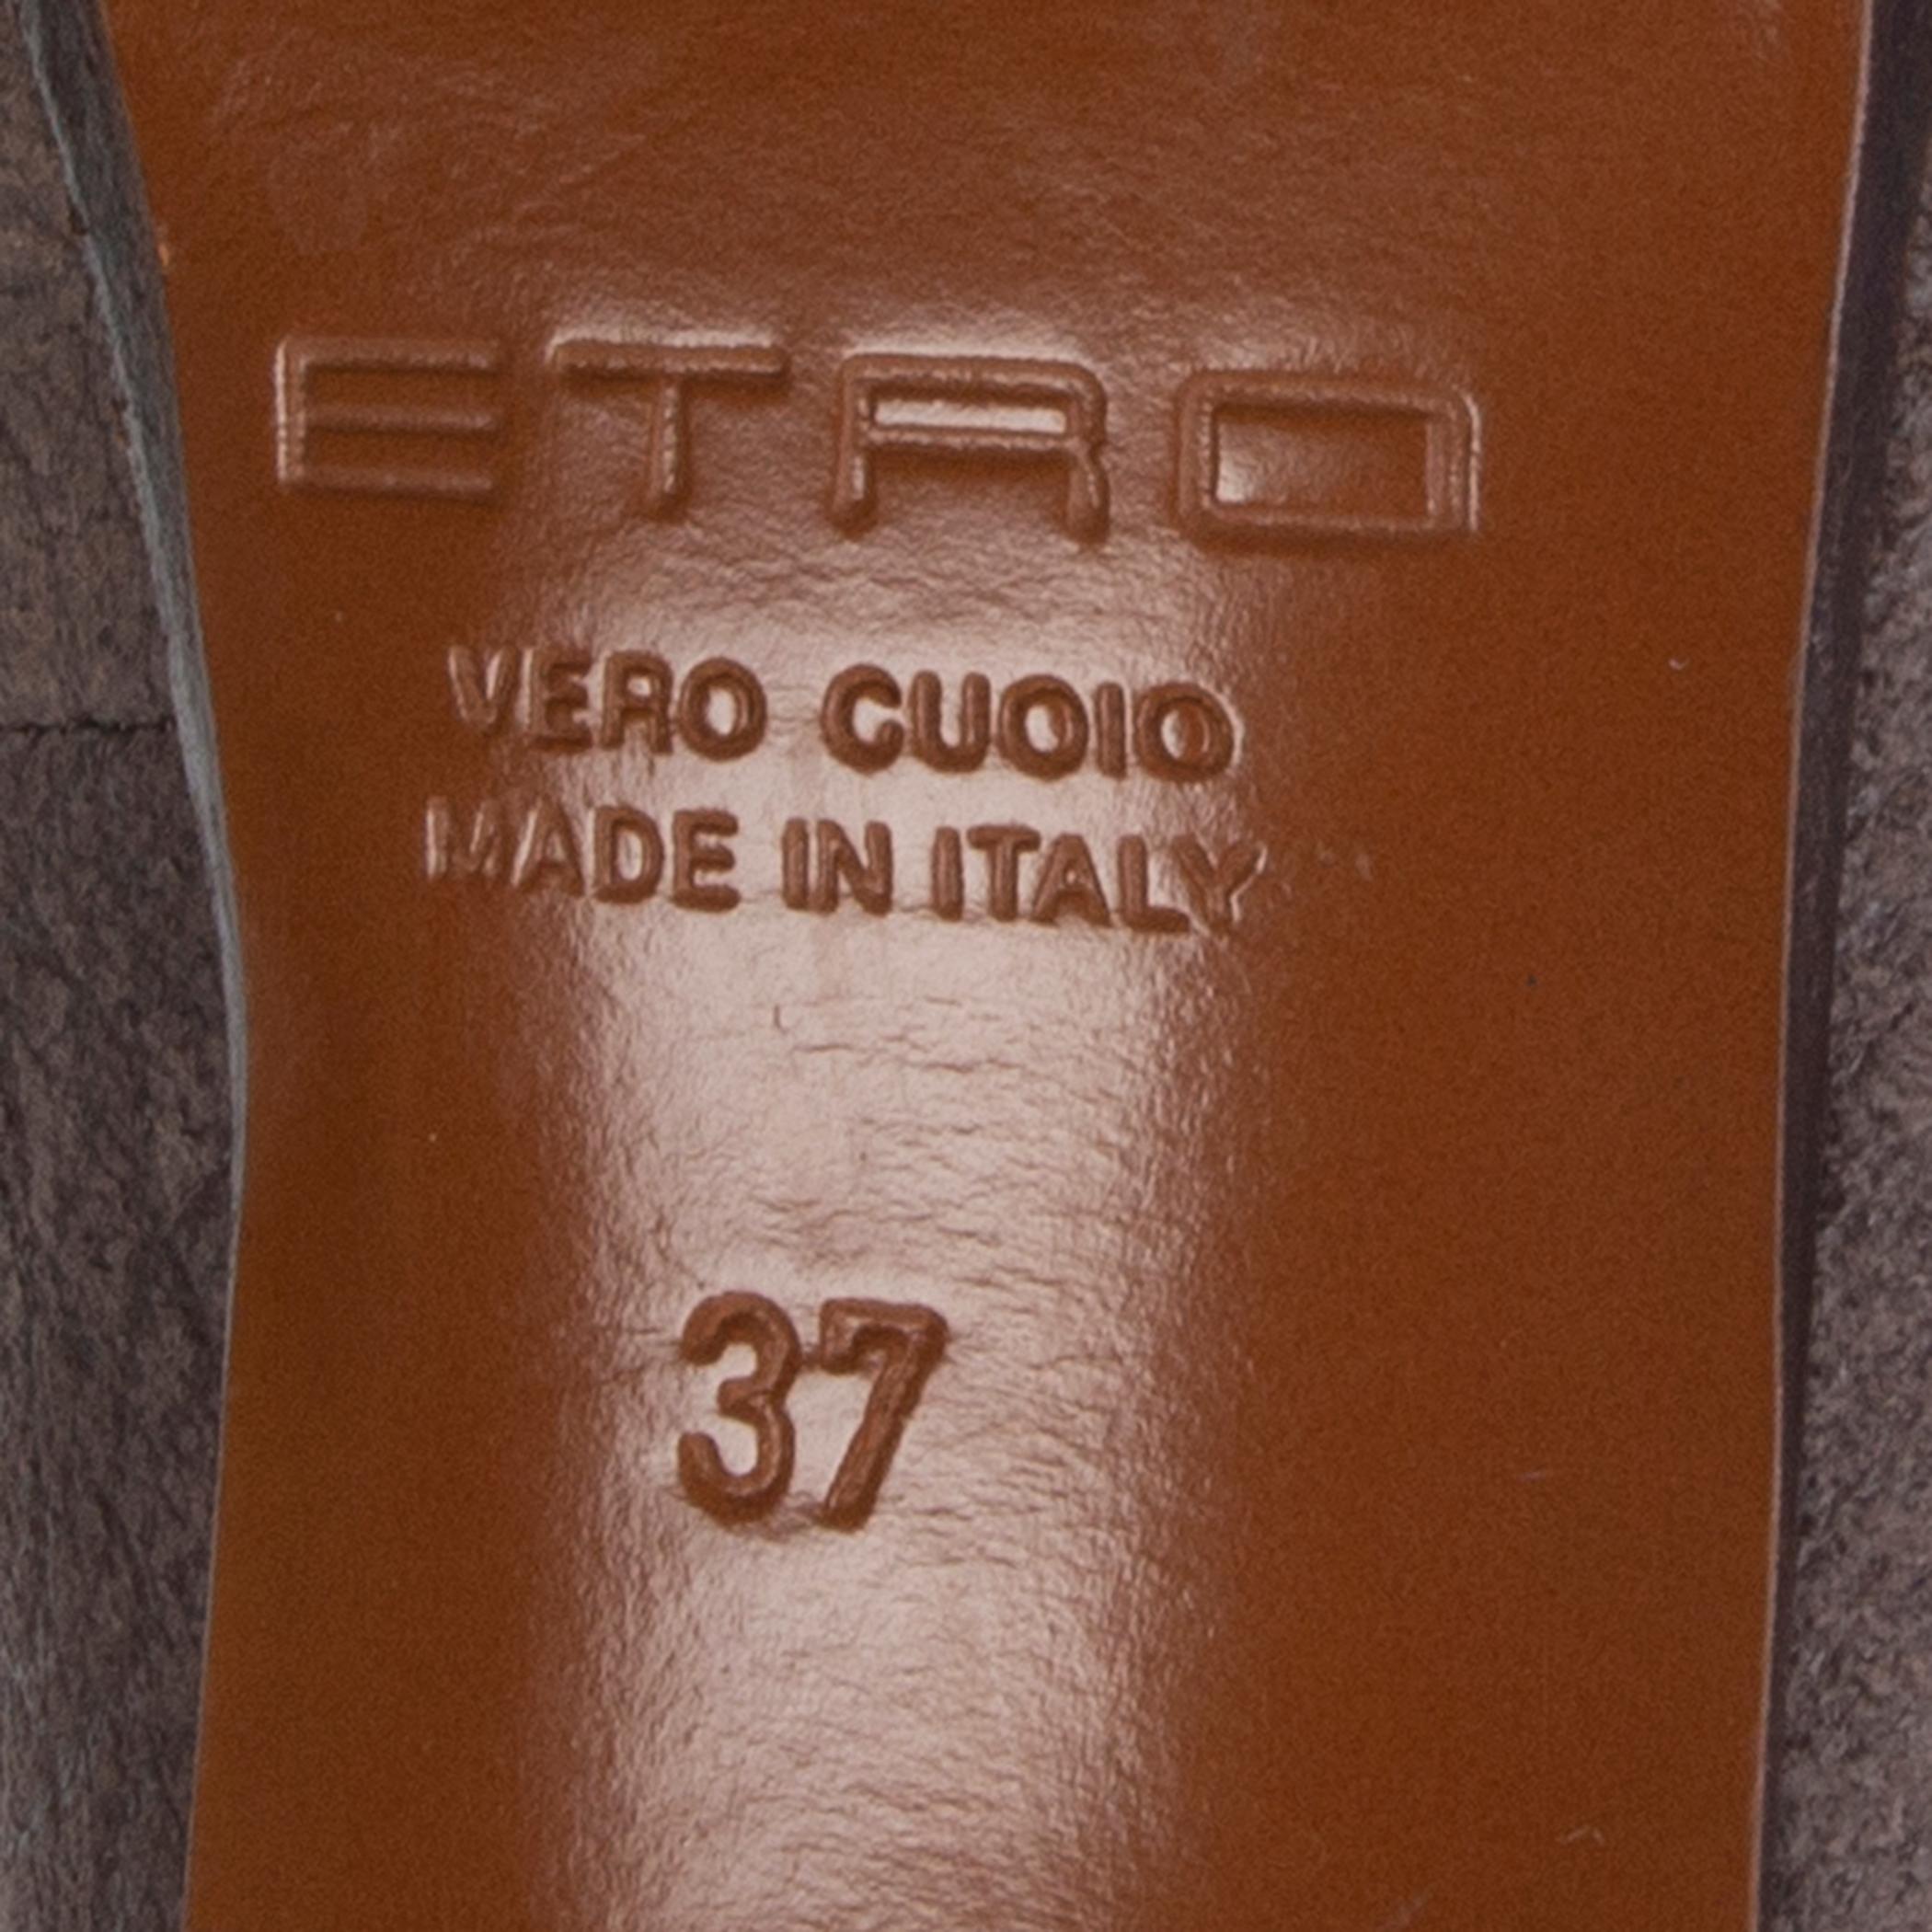 ETRO
VERO CUOIO
MADE IN ITALY
37